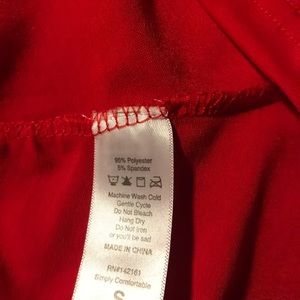 95% Polyester
5% Spandex
Machine Wash Cold
Gentle Cycle
Do Not Bleach
Hang Dry
Do Not Iron
or you'll be sad
MADE IN CHINA
RN#142161
Simply Comfortable
S